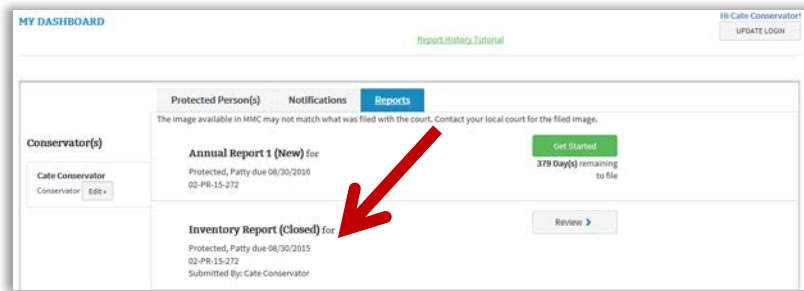 MY DASHBOARD
Hi Cate Conservator!
UPDATE LOGIN
Report History Tutorial
Protected Person(s) Notifications Reports
The image available in MMC may not match what was filed with the court. Contact your local court for the filed image.
Conservator(s)
Cate Conservator
Conservator Edit
Annual Report 1 (New) for
Protected, Patty due 08/30/2016
02-PR-15-272
Get Started
379 Day(s) remaining
to file
Inventory Report (Closed) for
Protected, Patty due 08/30/2015
02-PR-15-272
Submitted By: Cate Conservator
Review